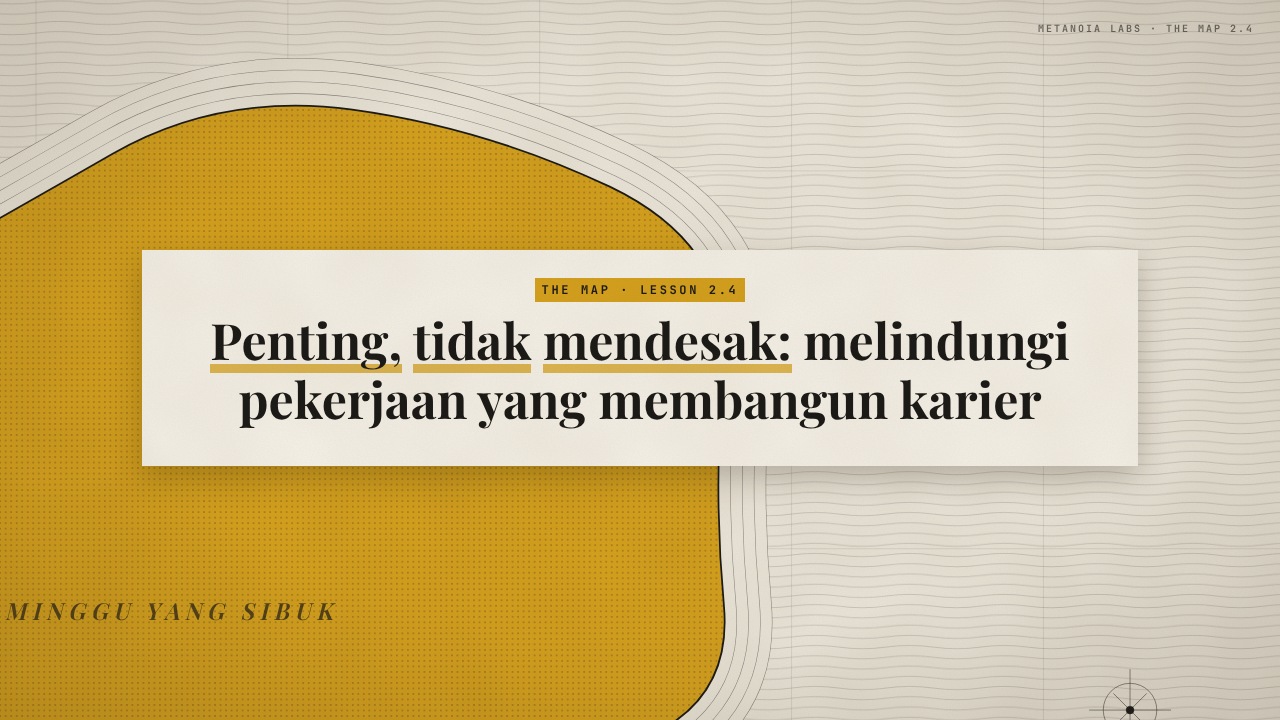 METANOIA LABS · THE MAP 2.4
THE MAP · LESSON 2.4
Penting, tidak mendesak: melindungi
pekerjaan yang membangun karier
MINGGU YANG SIBUK